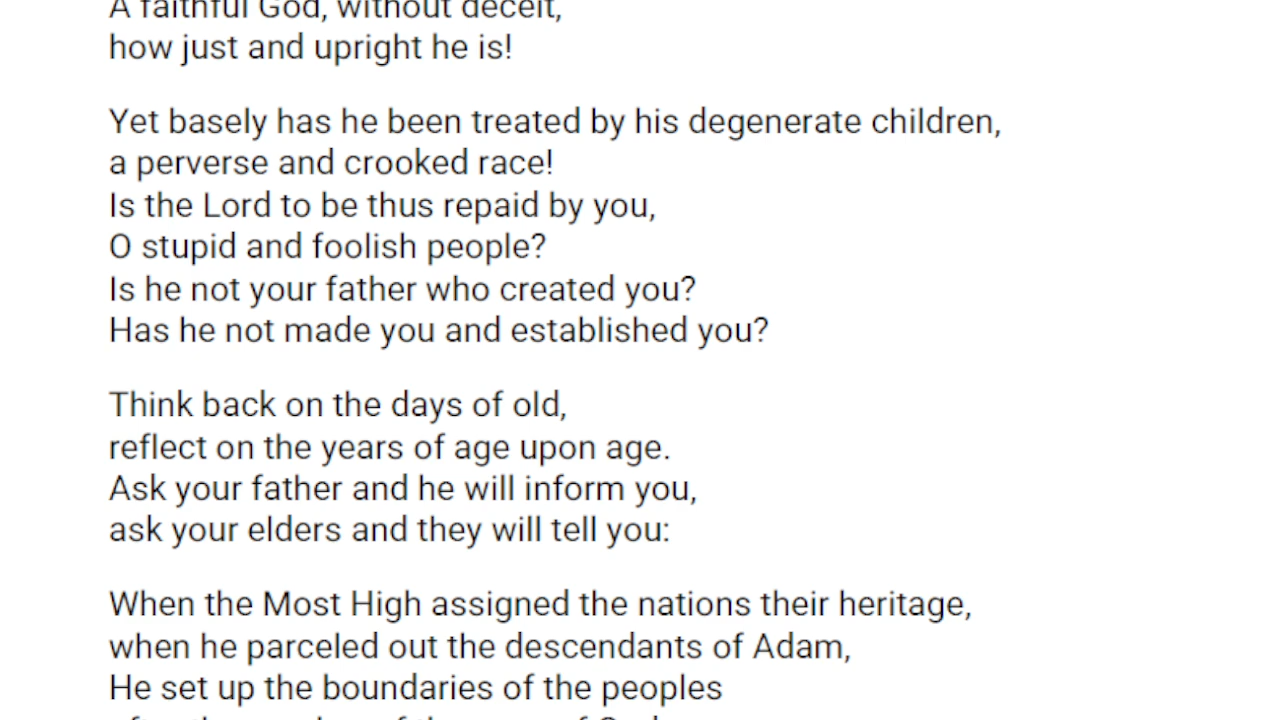 A faithful God, without deceit,
how just and upright he is!
Yet basely has he been treated by his degenerate children,
a perverse and crooked race!
Is the Lord to be thus repaid by you,
O stupid and foolish people?
Is he not your father who created you?
Has he not made you and established you?
Think back on the days of old,
reflect on the years of age upon age.
Ask your father and he will inform you,
ask your elders and they will tell you:
When the Most High assigned the nations their heritage,
when he parceled out the descendants of Adam,
He set up the boundaries of the peoples